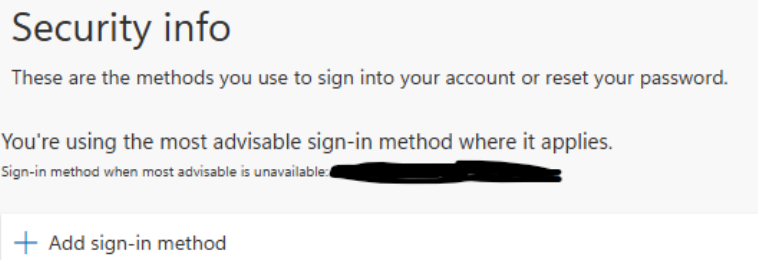 Security info
These are the methods you use to sign into your account or reset your password.
You're using the most advisable sign-in method where it applies.
Sign-in method when most advisable is unavailable:
+ Add sign-in method